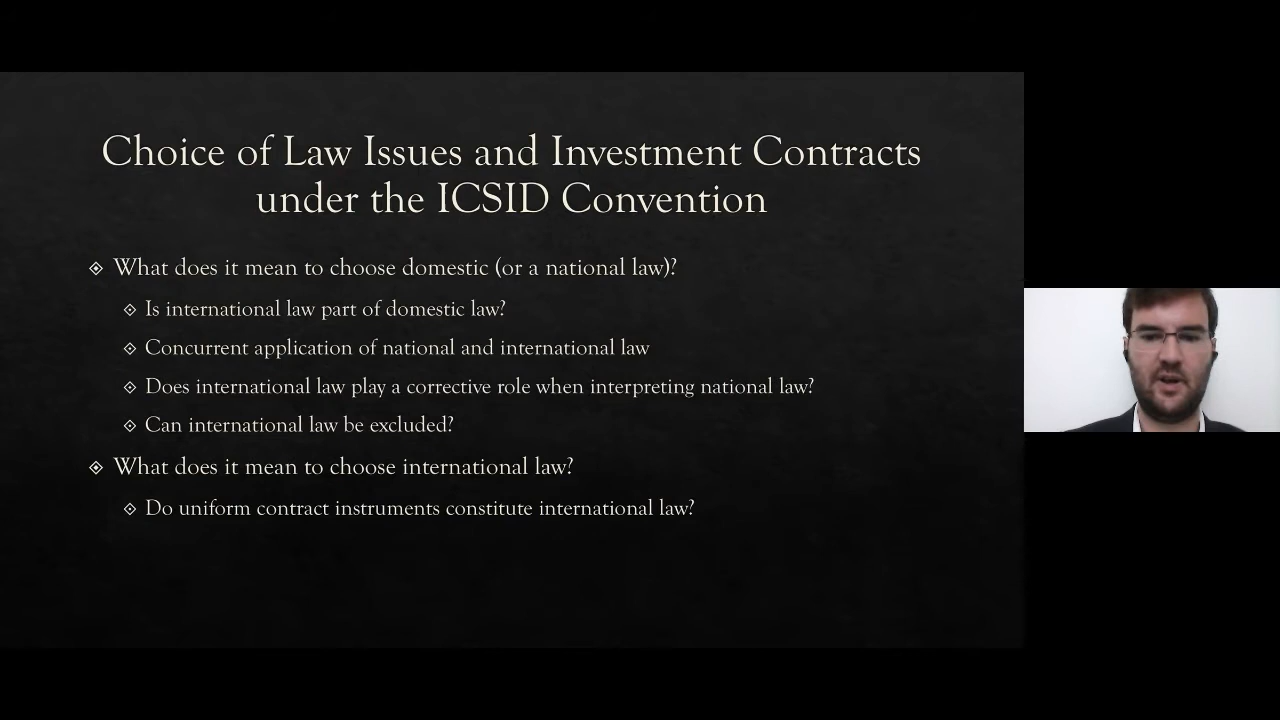 Choice of Law Issues and Investment Contracts
under the ICSID Convention
What does it mean to choose domestic (or a national law)?
Is international law part of domestic law?
Concurrent application of national and international law
Does international law play a corrective role when interpreting national law?
Can international law be excluded?
What does it mean to choose international law?
Do uniform contract instruments constitute international law?